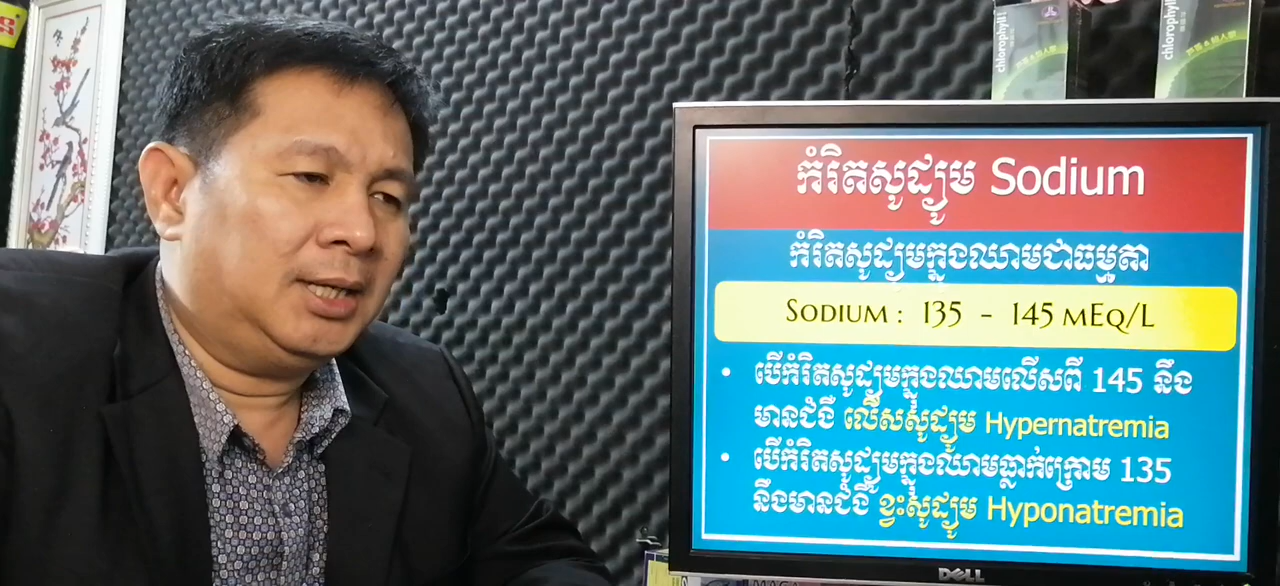 chlorophyll
chlorophyll
កំរិតសូដ្យូម Sodium
កំរិតសូដ្យូមក្នុងឈាមជាធម្មតា
SODIUM : 135 - 145 MEQ/L
• បើកំរិតសូដ្យូមក្នុងឈាមលើសពី 145 នឹង
មានជំងឺ លើសសូដ្យូម Hypernatremia
• បើកំរិតសូដ្យូមក្នុងឈាមធ្លាក់ក្រោម 135
នឹងមានជំងឺ ខ្វះសូដ្យូម Hyponatremia
DELL